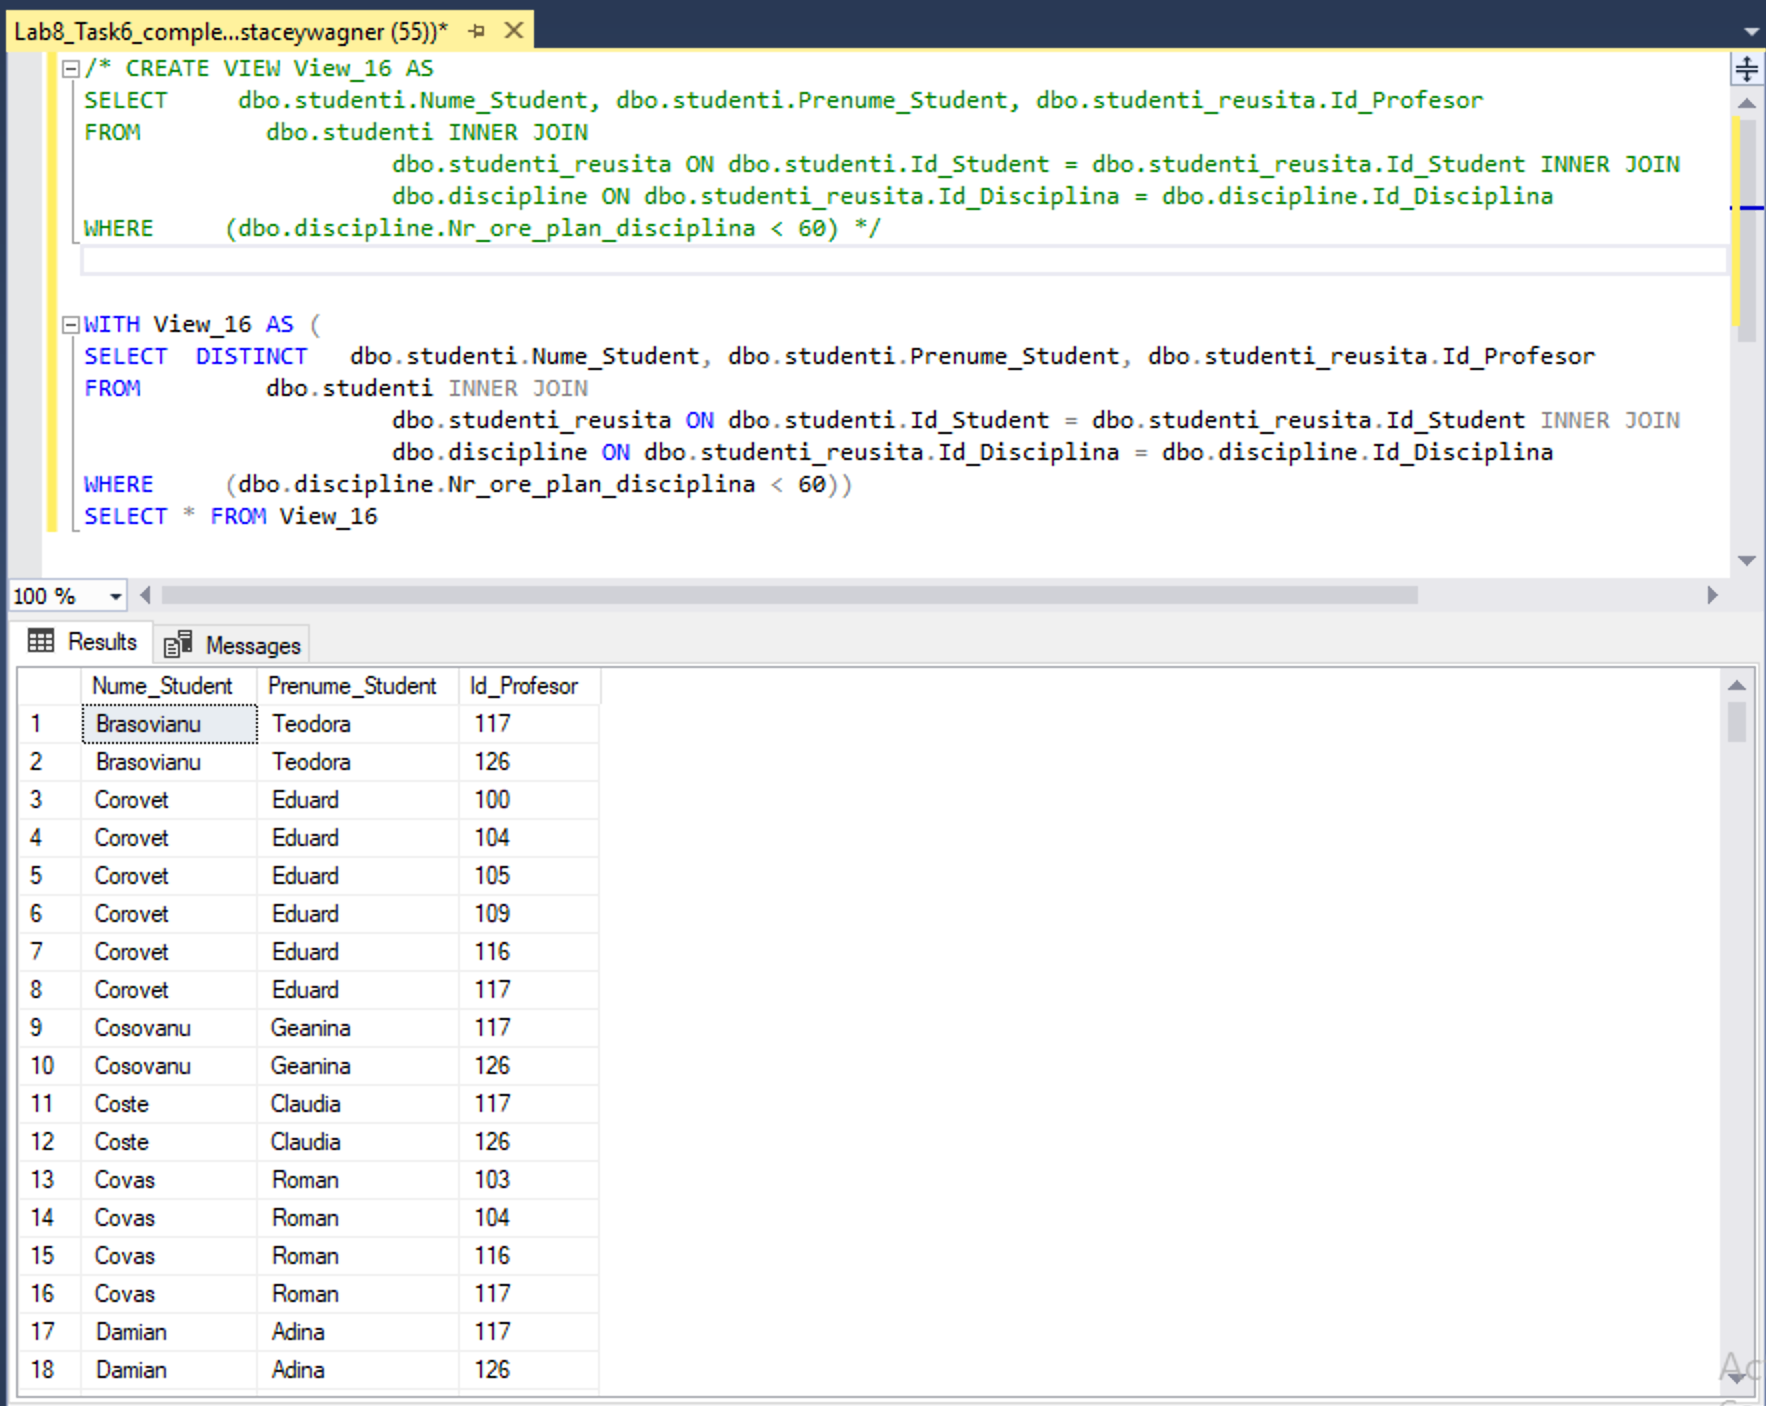 Lab8_Task6_comple...staceywagner (55))*
/* CREATE VIEW View_16 AS
SELECT dbo.studenti.Nume_Student, dbo.studenti.Prenume_Student, dbo.studenti_reusita.Id_Profesor
FROM dbo.studenti INNER JOIN
dbo.studenti_reusita ON dbo.studenti.Id_Student = dbo.studenti_reusita.Id_Student INNER JOIN
dbo.discipline ON dbo.studenti_reusita.Id_Disciplina = dbo.discipline.Id_Disciplina
WHERE (dbo.discipline.Nr_ore_plan_disciplina < 60) */
WITH View_16 AS (
SELECT DISTINCT dbo.studenti.Nume_Student, dbo.studenti.Prenume_Student, dbo.studenti_reusita.Id_Profesor
FROM dbo.studenti INNER JOIN
dbo.studenti_reusita ON dbo.studenti.Id_Student = dbo.studenti_reusita.Id_Student INNER JOIN
dbo.discipline ON dbo.studenti_reusita.Id_Disciplina = dbo.discipline.Id_Disciplina
WHERE (dbo.discipline.Nr_ore_plan_disciplina < 60))
SELECT * FROM View_16
100 %
Results Messages
Nume_Student Prenume_Student Id_Profesor
1 Brasovianu Teodora 117
2 Brasovianu Teodora 126
3 Corovet Eduard 100
4 Corovet Eduard 104
5 Corovet Eduard 105
6 Corovet Eduard 109
7 Corovet Eduard 116
8 Corovet Eduard 117
9 Cosovanu Geanina 117
10 Cosovanu Geanina 126
11 Coste Claudia 117
12 Coste Claudia 126
13 Covas Roman 103
14 Covas Roman 104
15 Covas Roman 116
16 Covas Roman 117
17 Damian Adina 117
18 Damian Adina 126